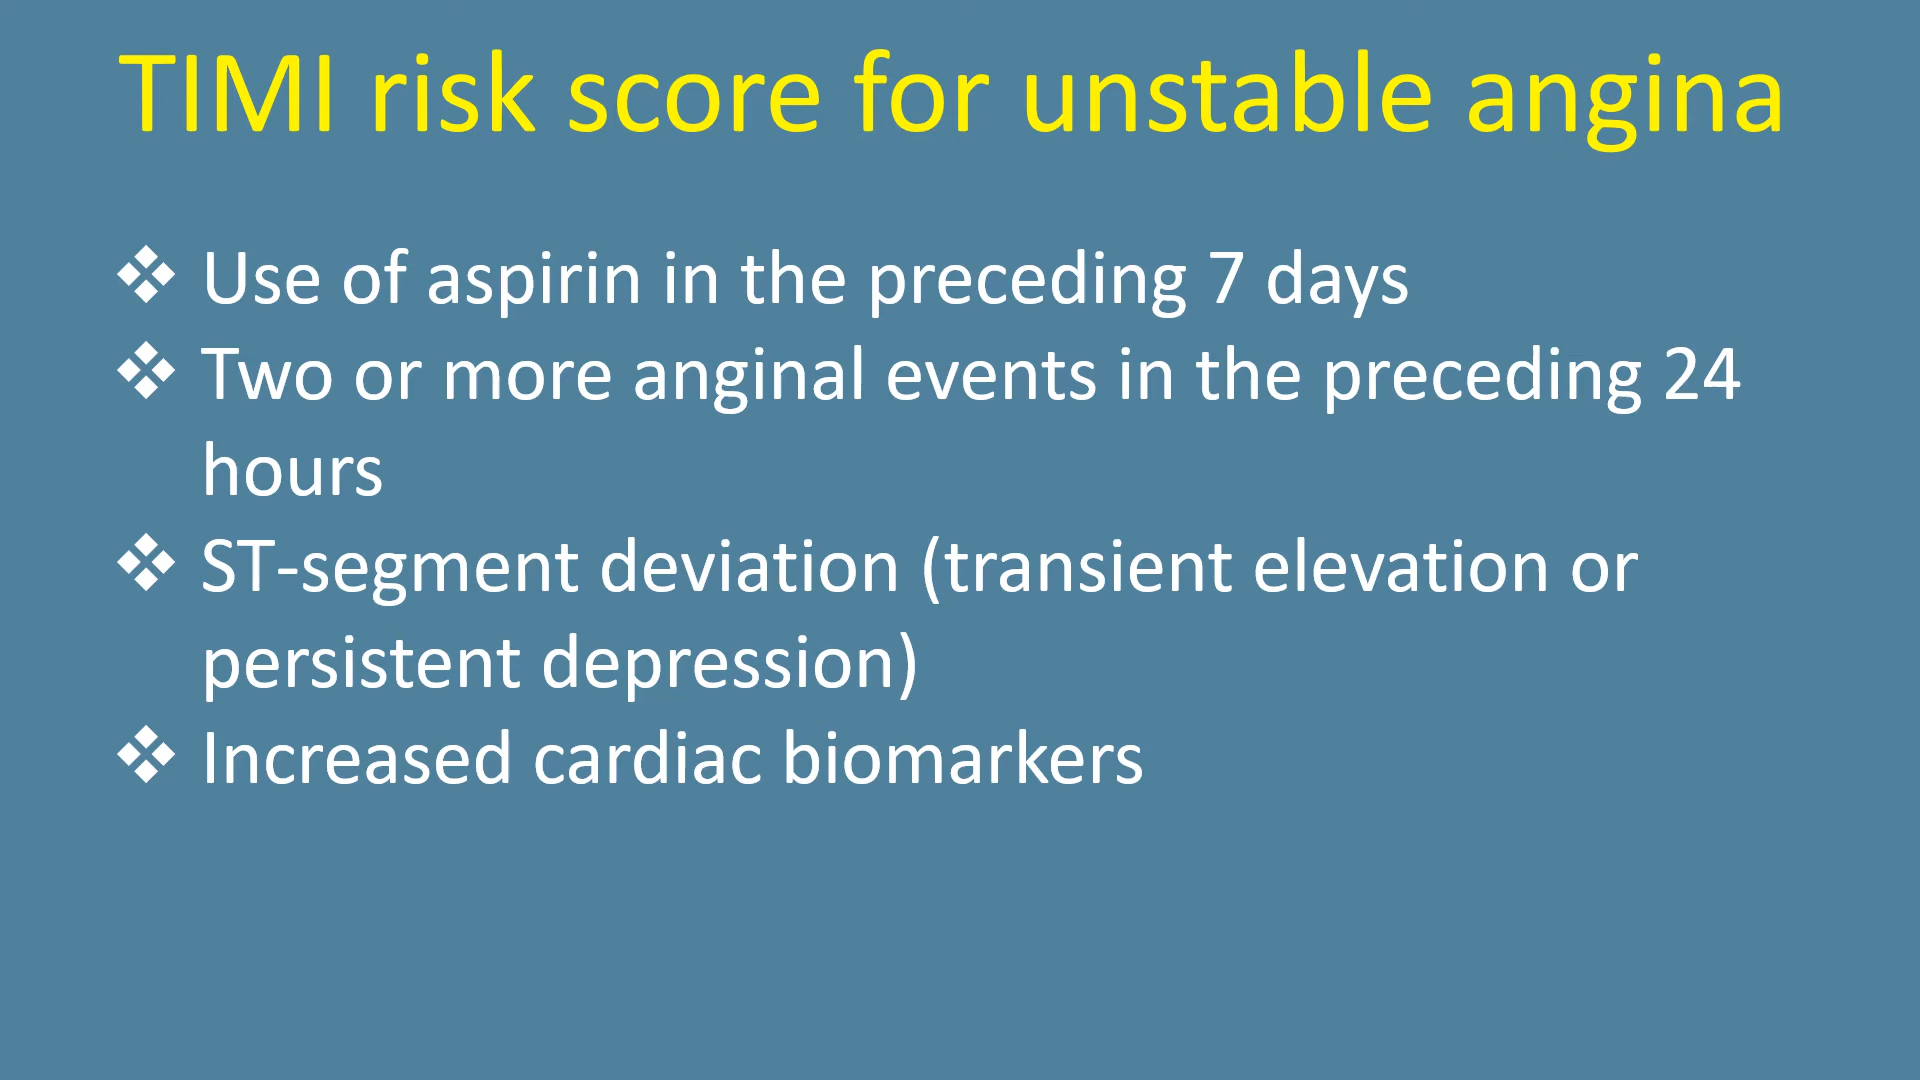 TIMI risk score for unstable angina
❖ Use of aspirin in the preceding 7 days
❖ Two or more anginal events in the preceding 24
hours
❖ ST-segment deviation (transient elevation or
persistent depression)
❖ Increased cardiac biomarkers